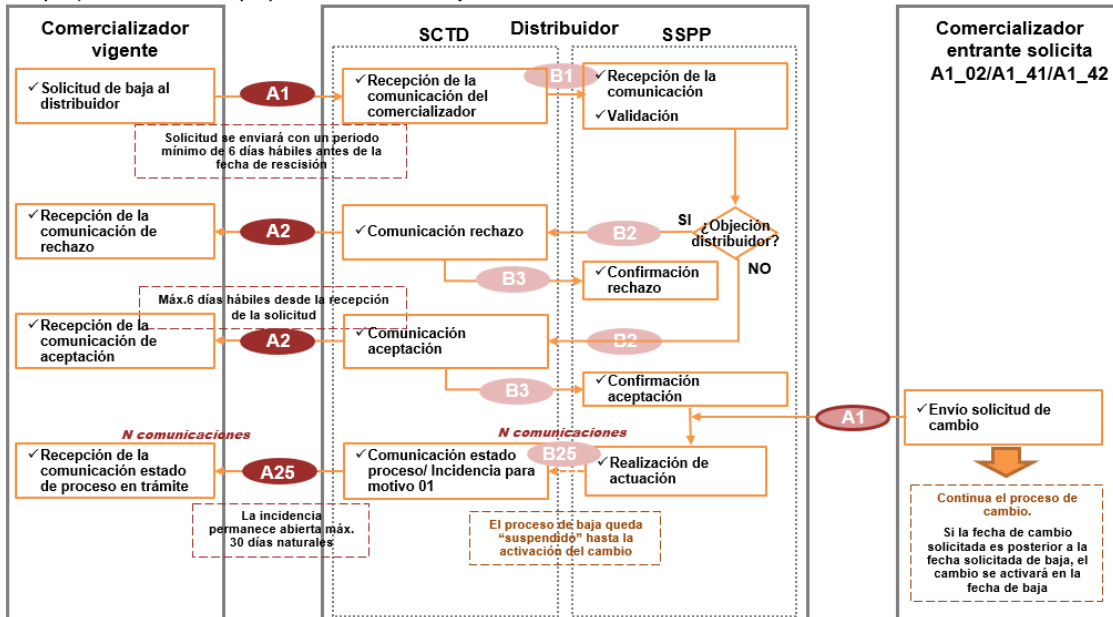 Comercializador
vigente
Distribuidor
SCTD
SSPP
Comercializador
entrante solicita
A1_02/A1_41/A1_42
✓Solicitud de baja al
distribuidor
A1
✓Recepción de la
comunicación del
comercializador
B1
✓Recepción de la
comunicación
✓Validación
Solicitud se enviará con un periodo
mínimo de 6 días hábiles antes de la
fecha de rescisión
✓Recepción de la
comunicación de
rechazo
A2
✓Comunicación rechazo
B2
SI
¿Objeción
distribuidor?
NO
B3
✓Confirmación
rechazo
Máx.6 días hábiles desde la recepción
de la solicitud
✓Recepción de la
comunicación de
aceptación
A2
✓Comunicación
aceptación
B2
B3
✓Confirmación
aceptación
A1
✓Envío solicitud de
cambio
N comunicaciones
N comunicaciones
✓Recepción de la
comunicación estado
de proceso en trámite
A25
✓Comunicación estado
proceso/ Incidencia para
motivo 01
B25
✓Realización de
actuación
La incidencia
permanece abierta máx.
30 días naturales
El proceso de baja queda
“suspendido” hasta la
activación del cambio
Continua el proceso de
cambio.
Si la fecha de cambio
solicitada es posterior a la
fecha solicitada de baja, el
cambio se activará en la
fecha de baja